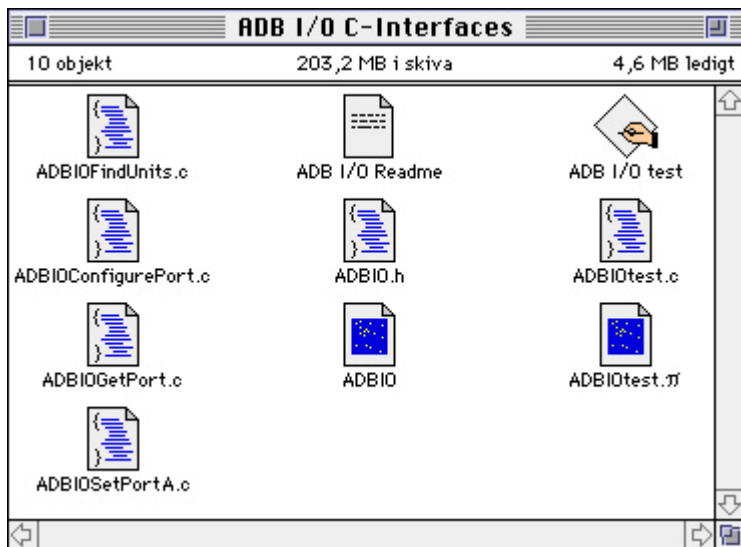 ADB I/O C-Interfaces
10 objekt 203,2 MB i skiva 4,6 MB ledigt
ADBIOFindUnits.c ADB I/O Readme ADB I/O test
ADBIOConfigurePort.c ADBIO.h ADBIOtest.c
ADBIOGetPort.c ADBIO ADBIOtest.π
ADBIOSetPortA.c